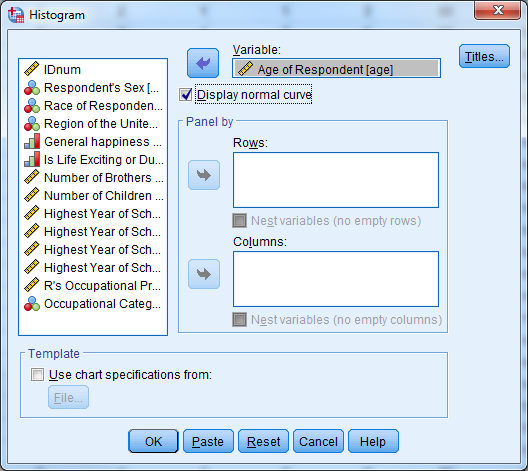 Histogram
IDnum
Respondent's Sex [...
Race of Responden...
Region of the Unite...
General happiness ...
Is Life Exciting or Du...
Number of Brothers ...
Number of Children ...
Highest Year of Sch...
Highest Year of Sch...
Highest Year of Sch...
Highest Year of Sch...
R's Occupational Pr...
Occupational Categ...
Variable:
Age of Respondent [age]
Titles...
Display normal curve
Panel by
Rows:
Nest variables (no empty rows)
Columns:
Nest variables (no empty columns)
Template
Use chart specifications from:
File...
OK
Paste
Reset
Cancel
Help